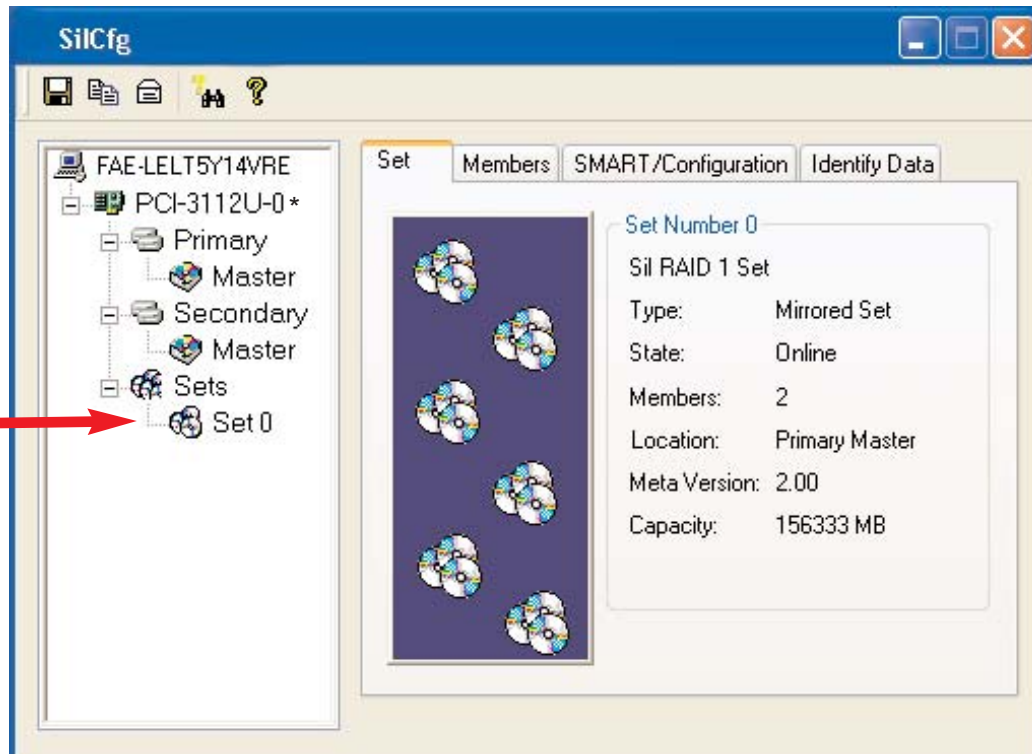 SilCfg
FAE-LELT5Y14VRE
PCI-3112U-0 *
Primary
Master
Secondary
Master
Sets
Set 0
Set
Members
SMART/Configuration
Identify Data
Set Number 0
Sil RAID 1 Set
Type: Mirrored Set
State: Online
Members: 2
Location: Primary Master
Meta Version: 2.00
Capacity: 156333 MB